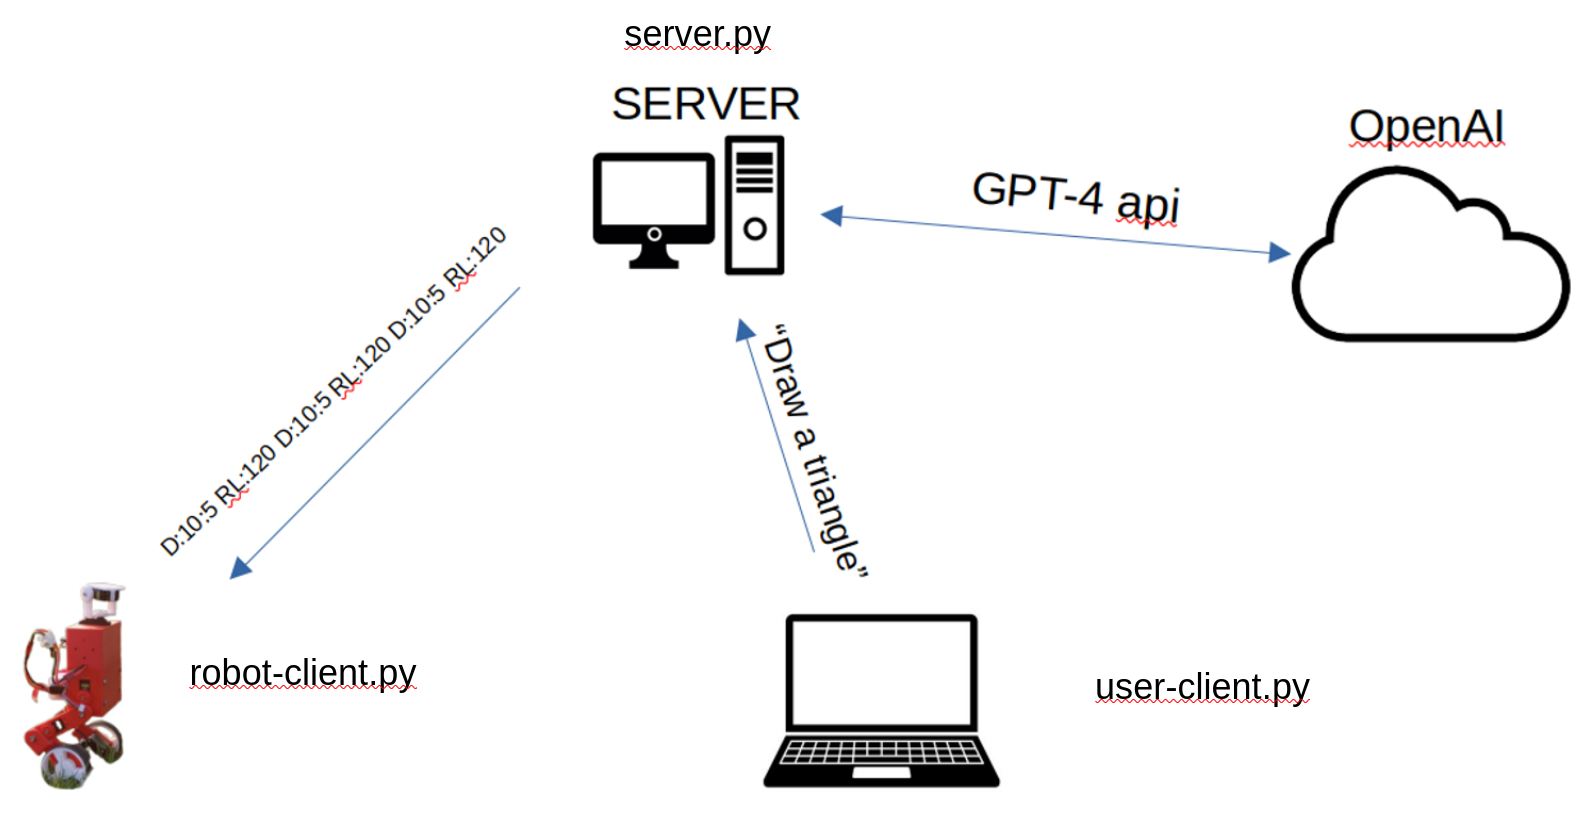 server.py
SERVER
OpenAI
GPT-4 api
D:10:5 RL:120 D:10:5 RL:120 D:10:5 RL:120
“Draw a triangle”
robot-client.py
user-client.py